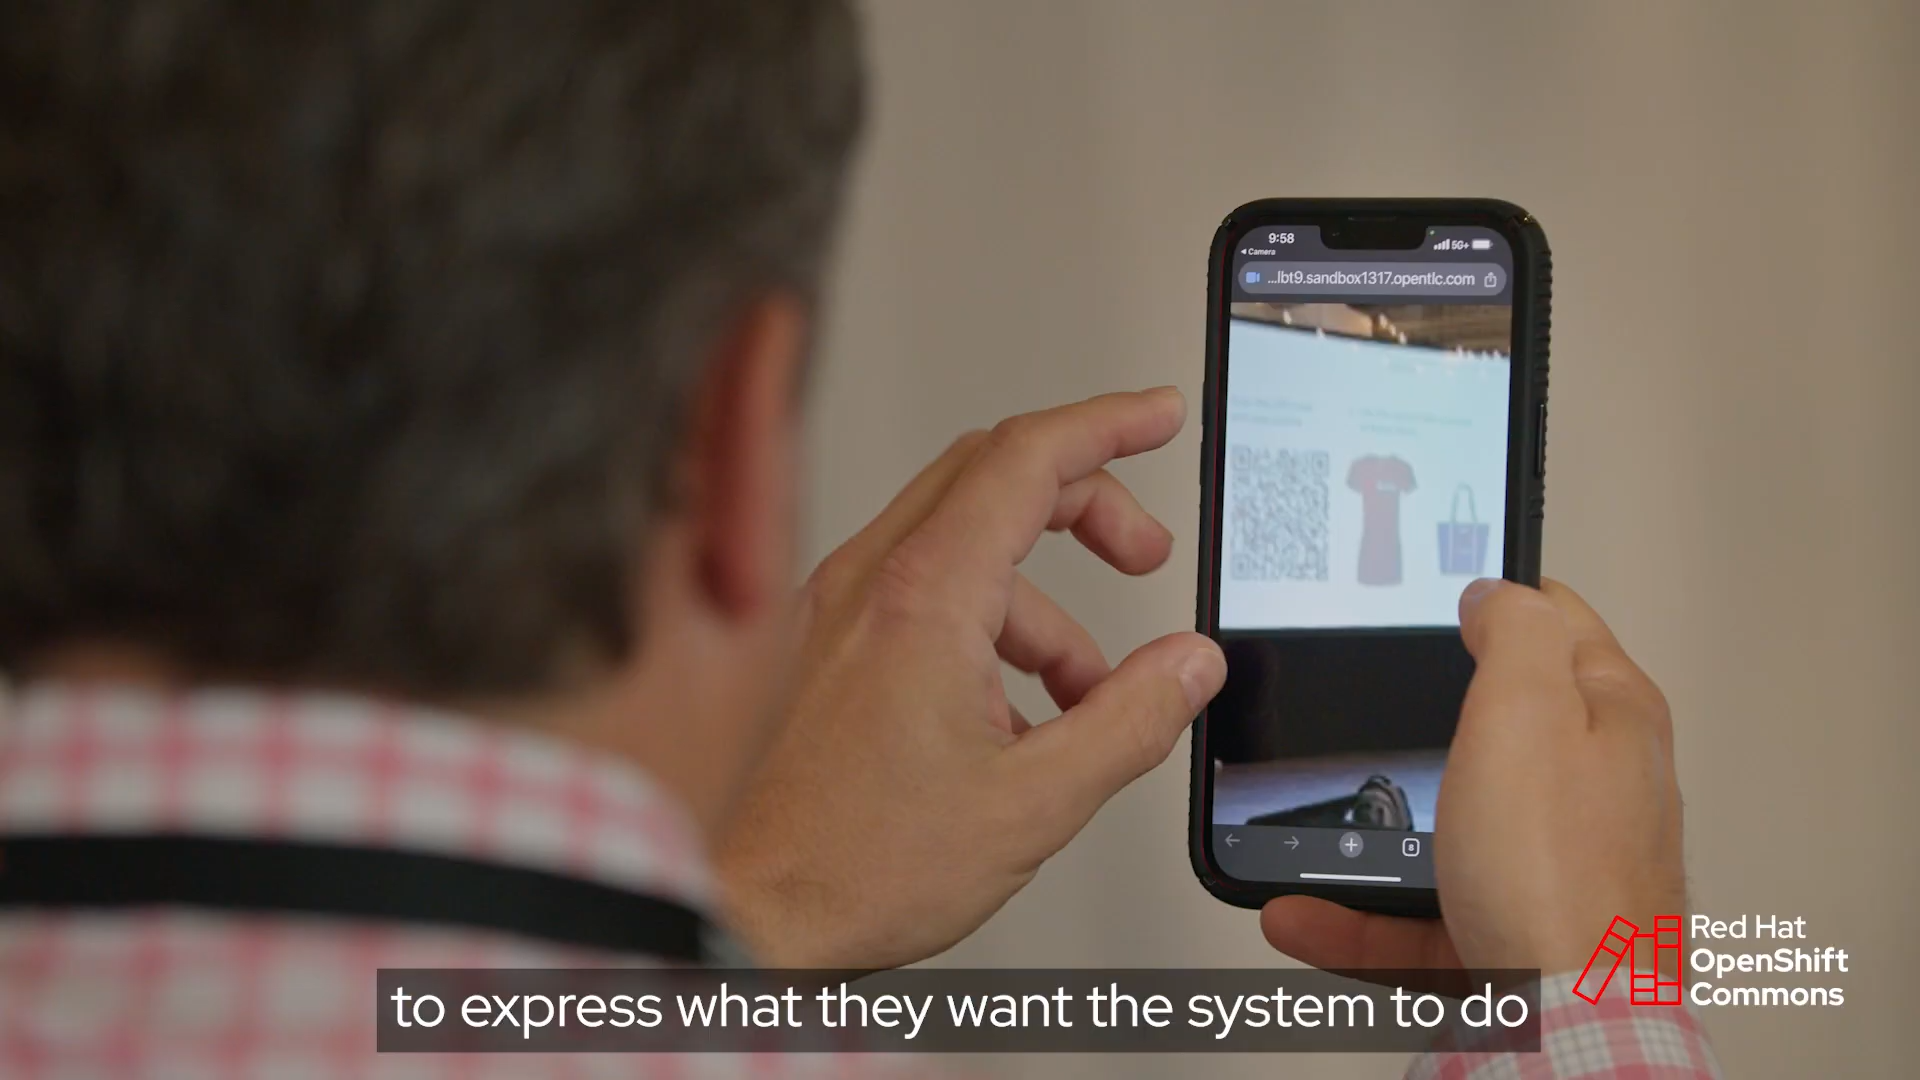 9:58
5G+
◀ Camera
...lbt9.sandbox1317.opentlc.com
8
Red Hat
OpenShift
Commons
to express what they want the system to do